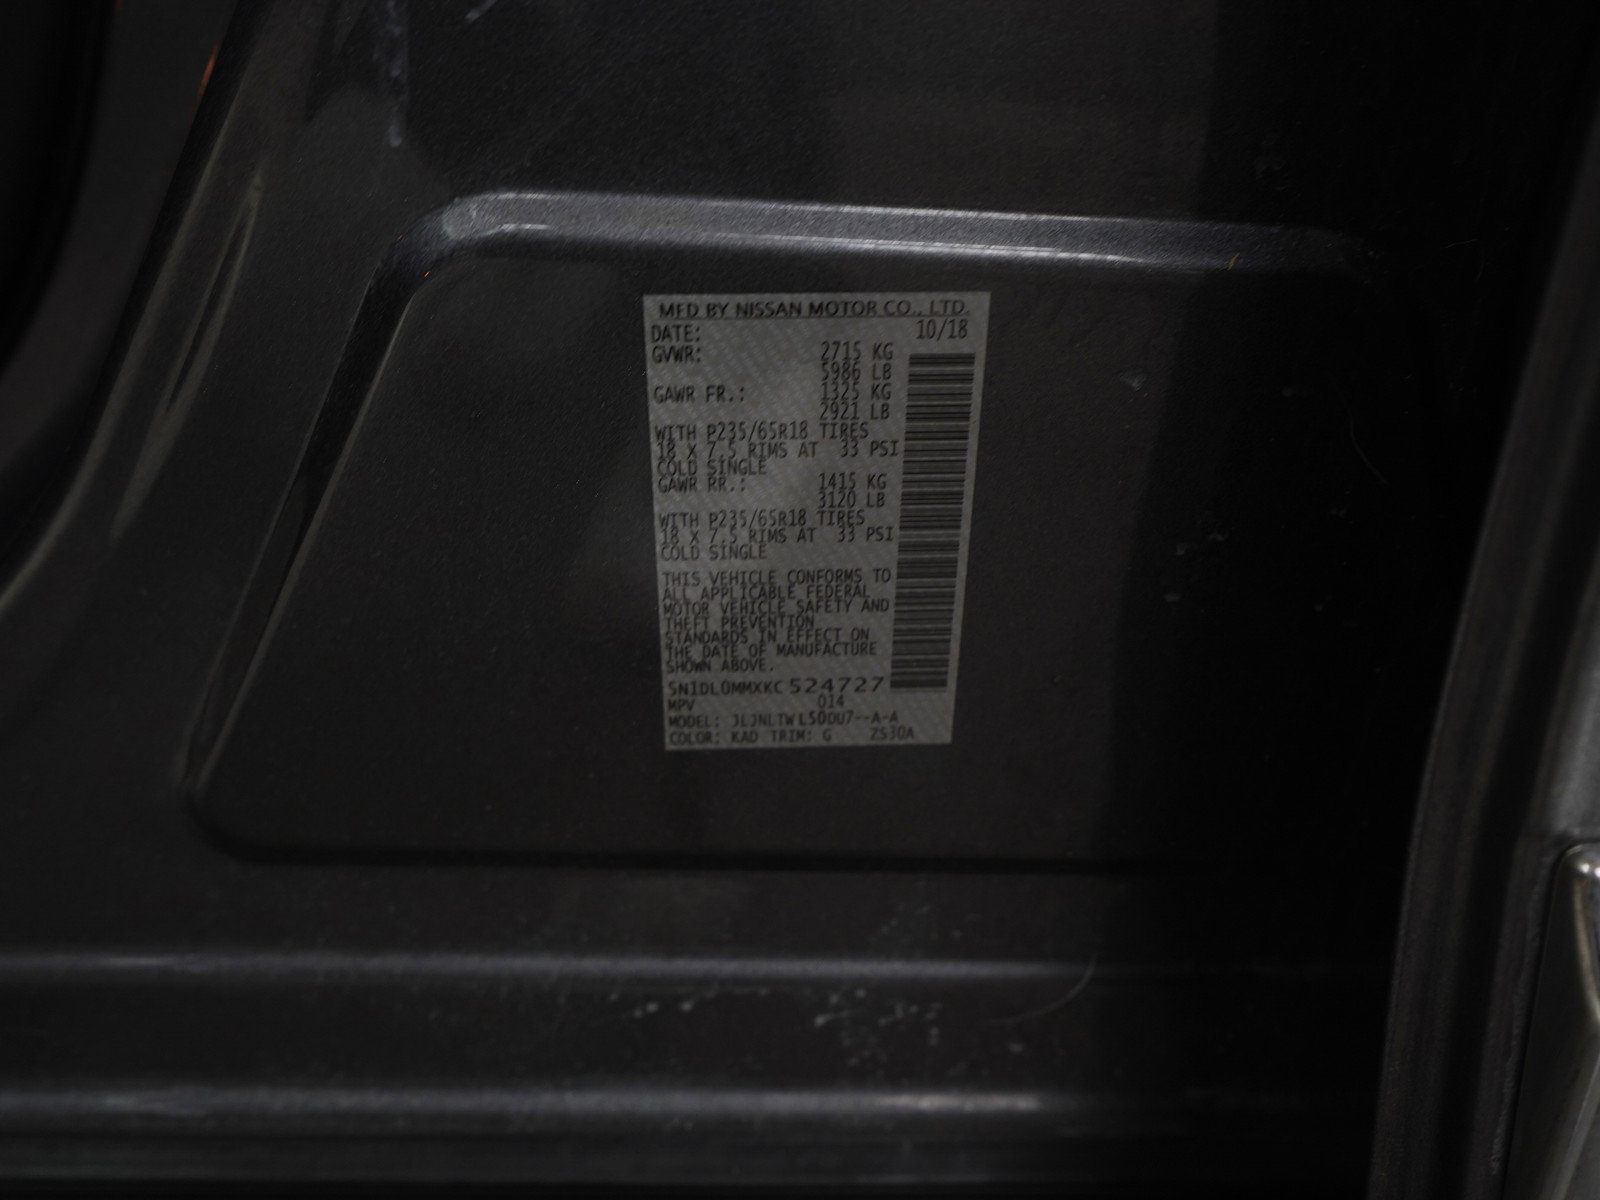 MFD BY NISSAN MOTOR CO., LTD.
DATE: 10/18
GVWR: 2715 KG
5986 LB
GAWR FR.: 1325 KG
2921 LB
WITH P235/65R18 TIRES
18 X 7.5 RIMS AT 33 PSI
COLD SINGLE
GAWR RR.: 1415 KG
3120 LB
WITH P235/65R18 TIRES
18 X 7.5 RIMS AT 33 PSI
COLD SINGLE
THIS VEHICLE CONFORMS TO
ALL APPLICABLE FEDERAL
MOTOR VEHICLE SAFETY AND
THEFT PREVENTION
STANDARDS IN EFFECT ON
THE DATE OF MANUFACTURE
SHOWN ABOVE.
5N1DL0MMXKC524727
MPV 014
MODEL: JLJNLTWL50DU7--A-A
COLOR: KAD TRIM: G ZS30A